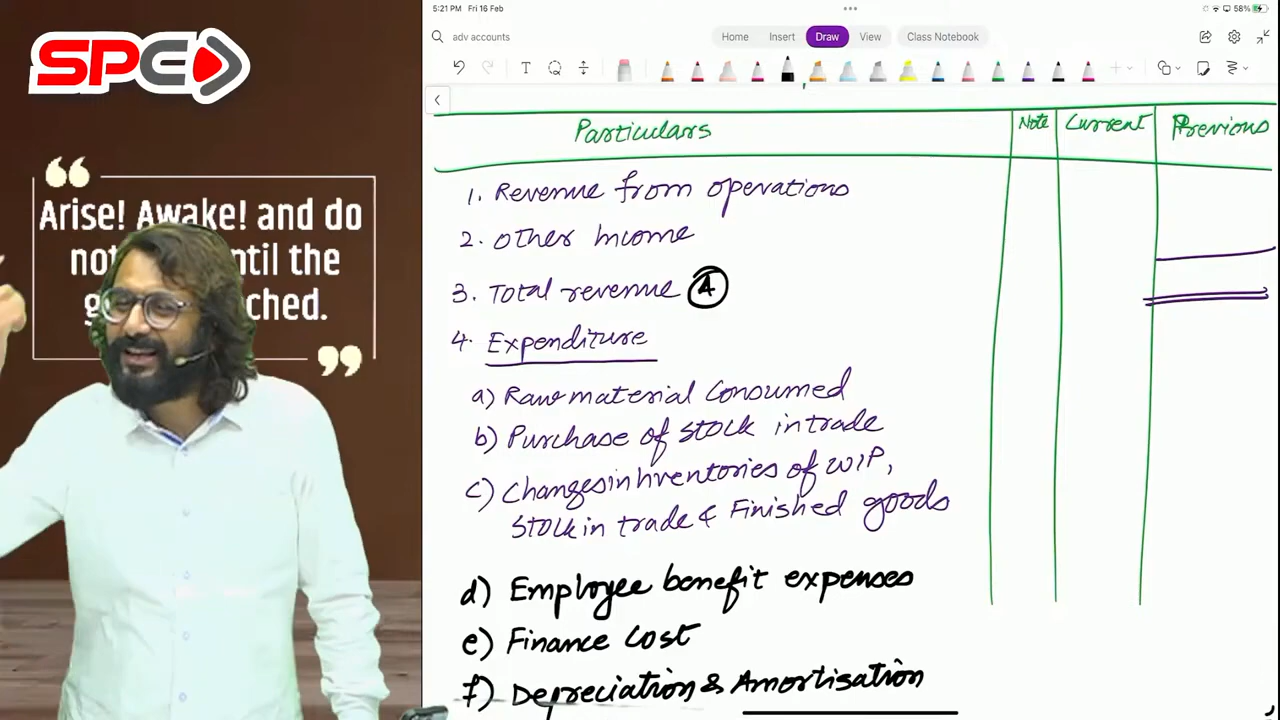 5:21 PM Fri 16 Feb
58%
adv accounts
Home Insert Draw View Class Notebook
SPE
Arise! Awake! and do
the
ched.
Particulars Note Current Previous
1. Revenue from operations
2. Other Income
3. Total revenue
4. Expenditure
a) Raw material Consumed
b) Purchase of stock in trade
c) Changes in Inventories of WIP,
Stock in trade & Finished goods
d) Employee benefit expenses
e) Finance Cost
f) Depreciation & Amortisation